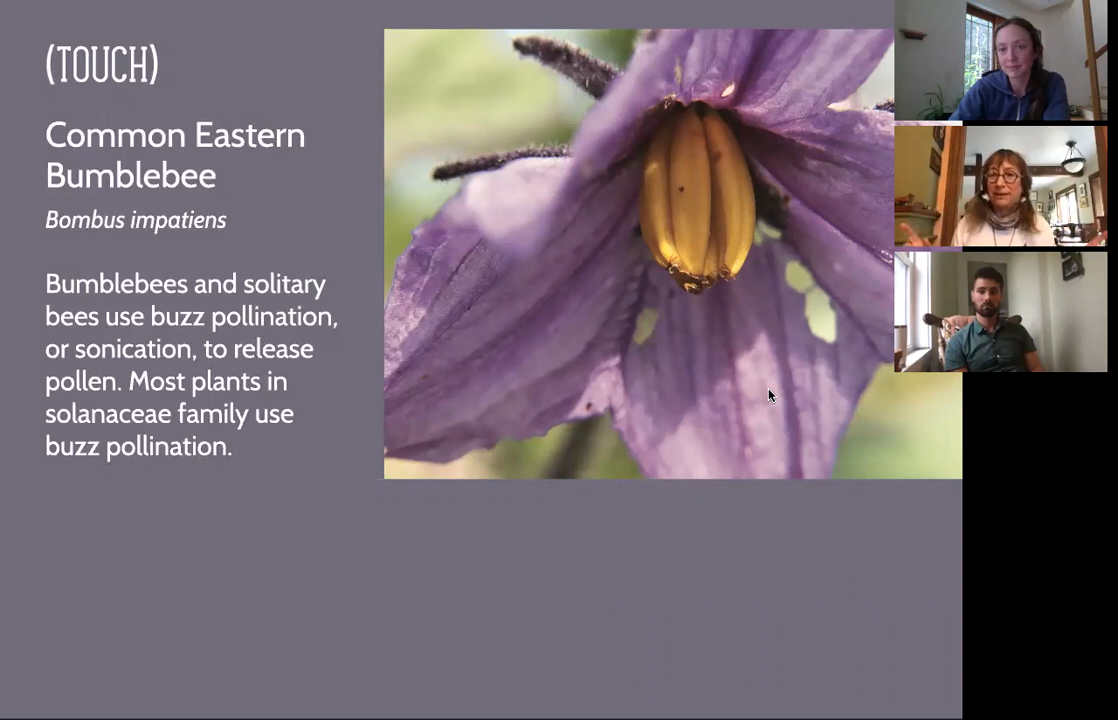 (TOUCH)
Common Eastern
Bumblebee
Bombus impatiens
Bumblebees and solitary
bees use buzz pollination,
or sonication, to release
pollen. Most plants in
solanaceae family use
buzz pollination.